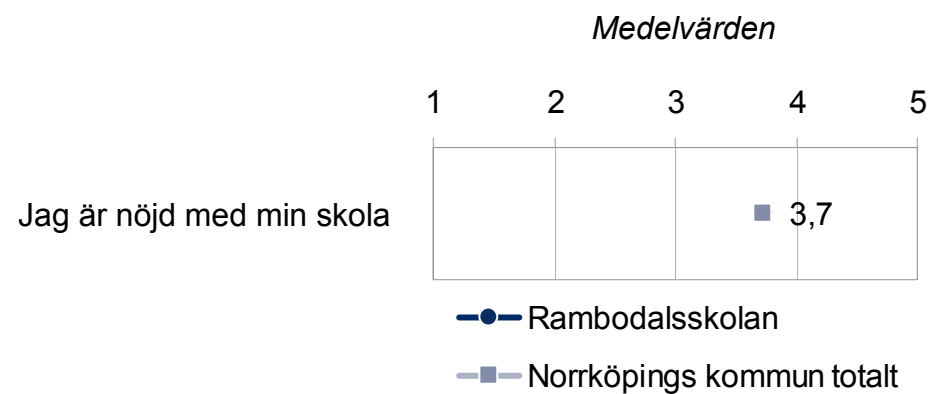 Medelvärden
1 2 3 4 5
Jag är nöjd med min skola 3,7
Rambodalsskolan
Norrköpings kommun totalt